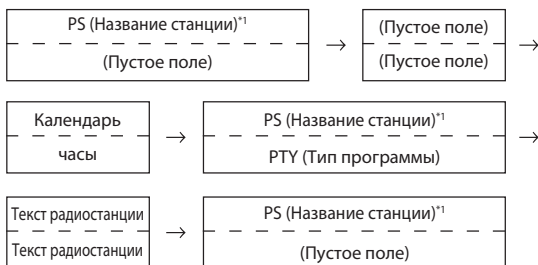 PS (Название станции)*1
(Пустое поле)
(Пустое поле)
(Пустое поле)
Календарь
часы
PS (Название станции)*1
PTY (Тип программы)
Текст радиостанции
Текст радиостанции
PS (Название станции)*1
(Пустое поле)